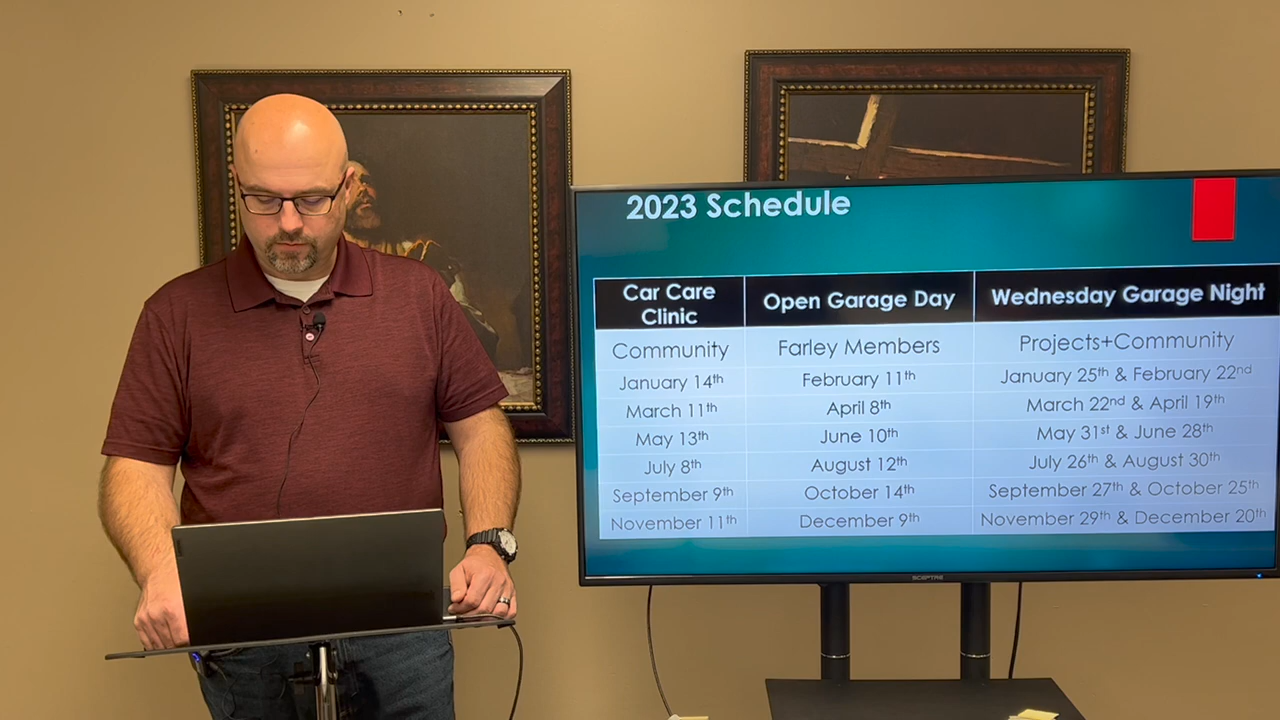 2023 Schedule
Car Care Clinic | Open Garage Day | Wednesday Garage Night
Community | Farley Members | Projects+Community
January 14th | February 11th | January 25th & February 22nd
March 11th | April 8th | March 22nd & April 19th
May 13th | June 10th | May 31st & June 28th
July 8th | August 12th | July 26th & August 30th
September 9th | October 14th | September 27th & October 25th
November 11th | December 9th | November 29th & December 20th
SCEPTRE